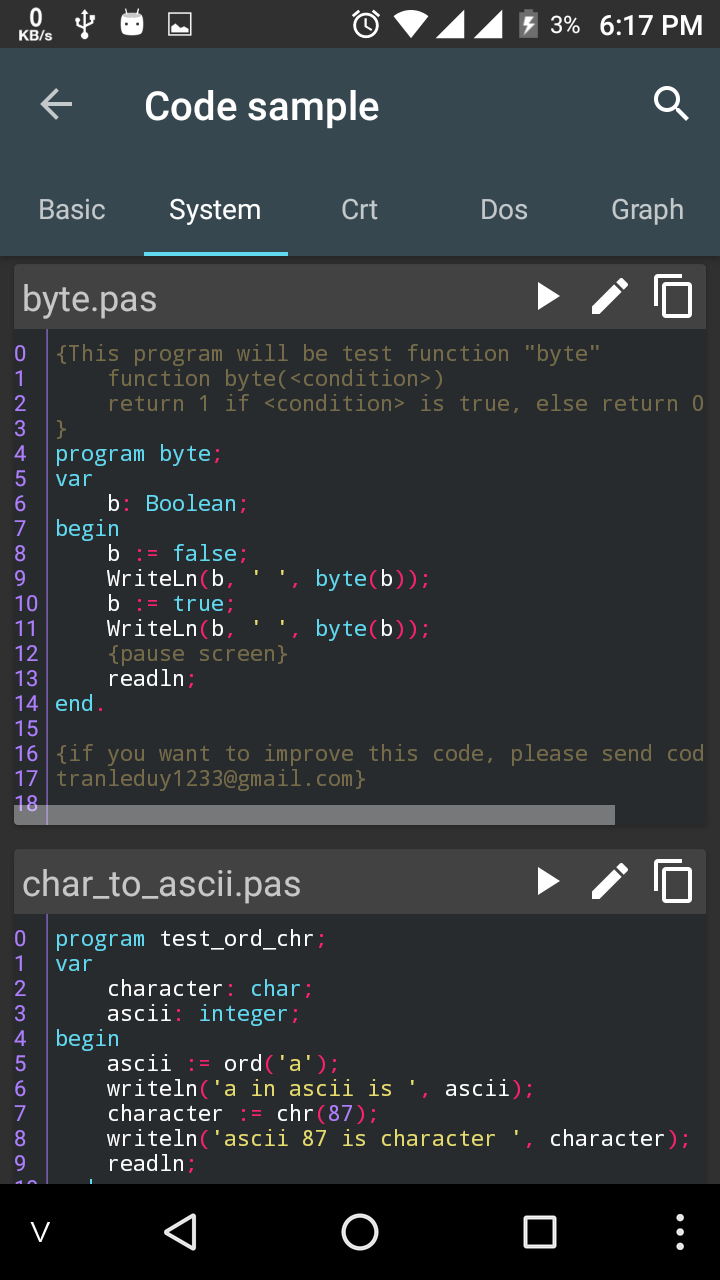 0
KB/s
3% 6:17 PM
Code sample
Basic System Crt Dos Graph
byte.pas
0 {This program will be test function "byte"
1     function byte(<condition>)
2     return 1 if <condition> is true, else return 0
3 }
4 program byte;
5 var
6     b: Boolean;
7 begin
8     b := false;
9     WriteLn(b, ' ', byte(b));
10     b := true;
11     WriteLn(b, ' ', byte(b));
12     {pause screen}
13     readln;
14 end.
15
16 {if you want to improve this code, please send cod
17 tranleduy1233@gmail.com}
18
char_to_ascii.pas
0 program test_ord_chr;
1 var
2     character: char;
3     ascii: integer;
4 begin
5     ascii := ord('a');
6     writeln('a in ascii is ', ascii);
7     character := chr(87);
8     writeln('ascii 87 is character ', character);
9     readln;